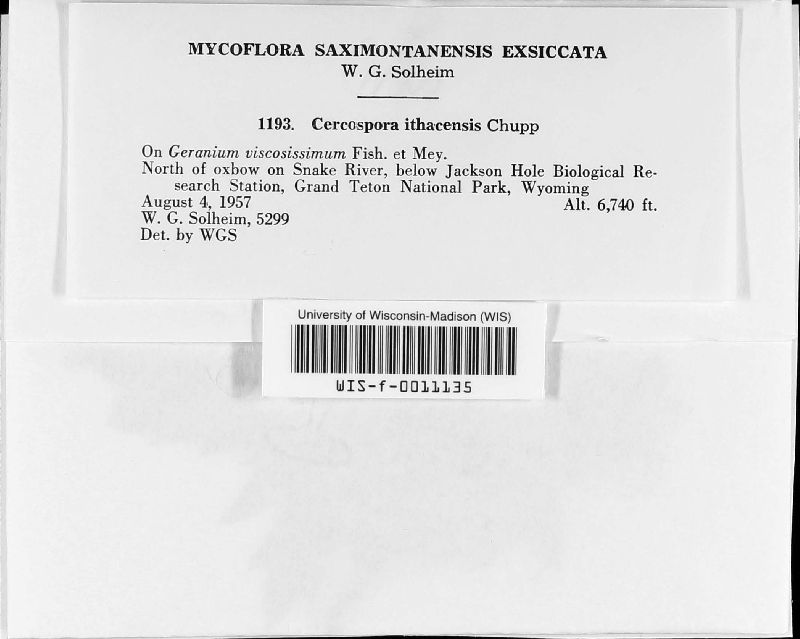 MYCOFLORA SAXIMONTANENSIS EXSICCATA
W. G. Solheim
1193. Cercospora ithacensis Chupp
On Geranium viscosissimum Fish. et Mey.
North of oxbow on Snake River, below Jackson Hole Biological Re-
search Station, Grand Teton National Park, Wyoming
August 4, 1957 Alt. 6,740 ft.
W. G. Solheim, 5299
Det. by WGS
University of Wisconsin-Madison (WIS)
WIS-f-0011135